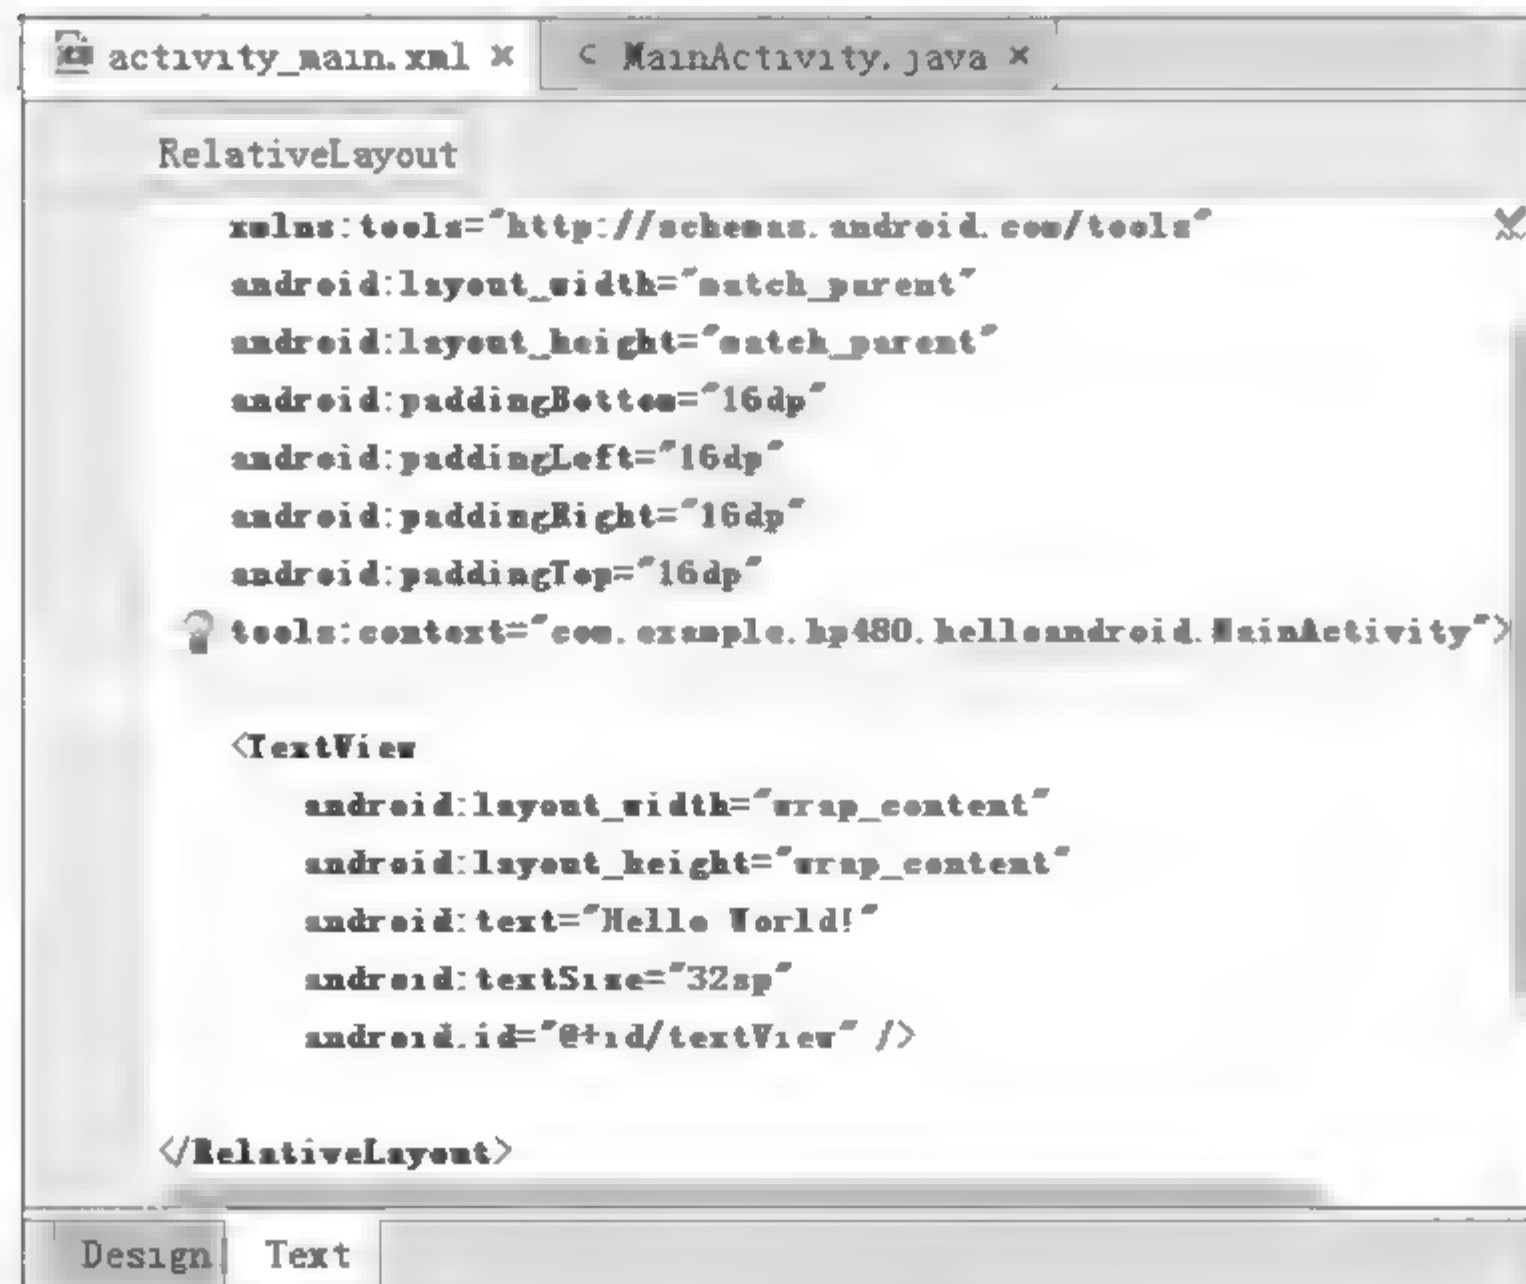 activity_main.xml × MainActivity.java ×
RelativeLayout
xmlns:tools="http://schemas.android.com/tools"
android:layout_width="match_parent"
android:layout_height="match_parent"
android:paddingBottom="16dp"
android:paddingLeft="16dp"
android:paddingRight="16dp"
android:paddingTop="16dp"
tools:context="com.example.hp480.helloandroid.MainActivity">
<TextView
android:layout_width="wrap_content"
android:layout_height="wrap_content"
android:text="Hello World!"
android:textSize="32sp"
android:id="@+id/textView" />
</RelativeLayout>
Design Text